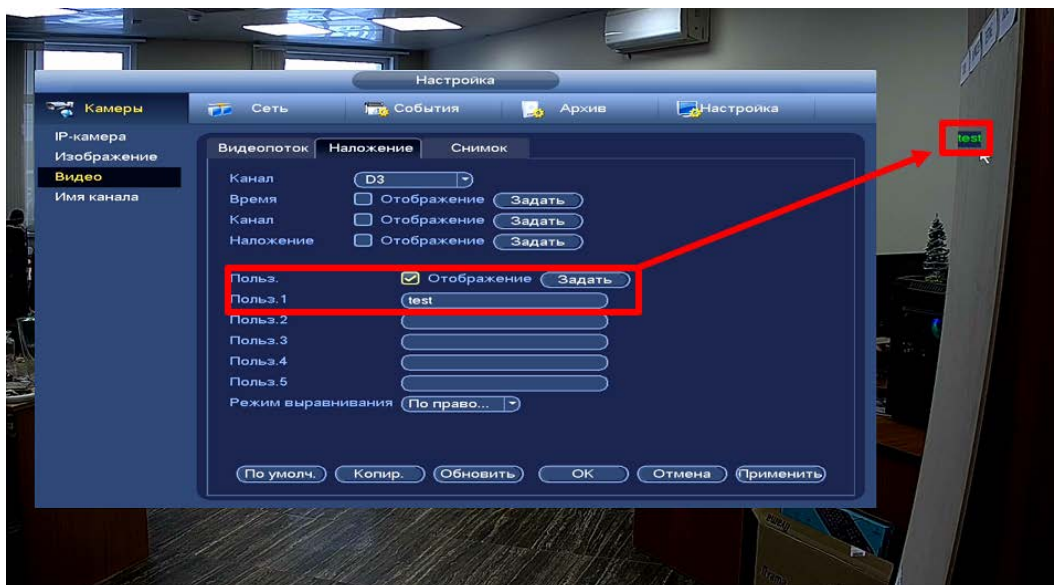 Настройка
Камеры Сеть События Архив Настройка
IP-камера
Изображение
Видео
Имя канала
Видеопоток Наложение Снимок
Канал D3
Время Отображение Задать
Канал Отображение Задать
Наложение Отображение Задать
Польз. Отображение Задать
Польз.1 test
Польз.2
Польз.3
Польз.4
Польз.5
Режим выравнивания По право...
По умолч. Копир. Обновить OK Отмена Применить
test